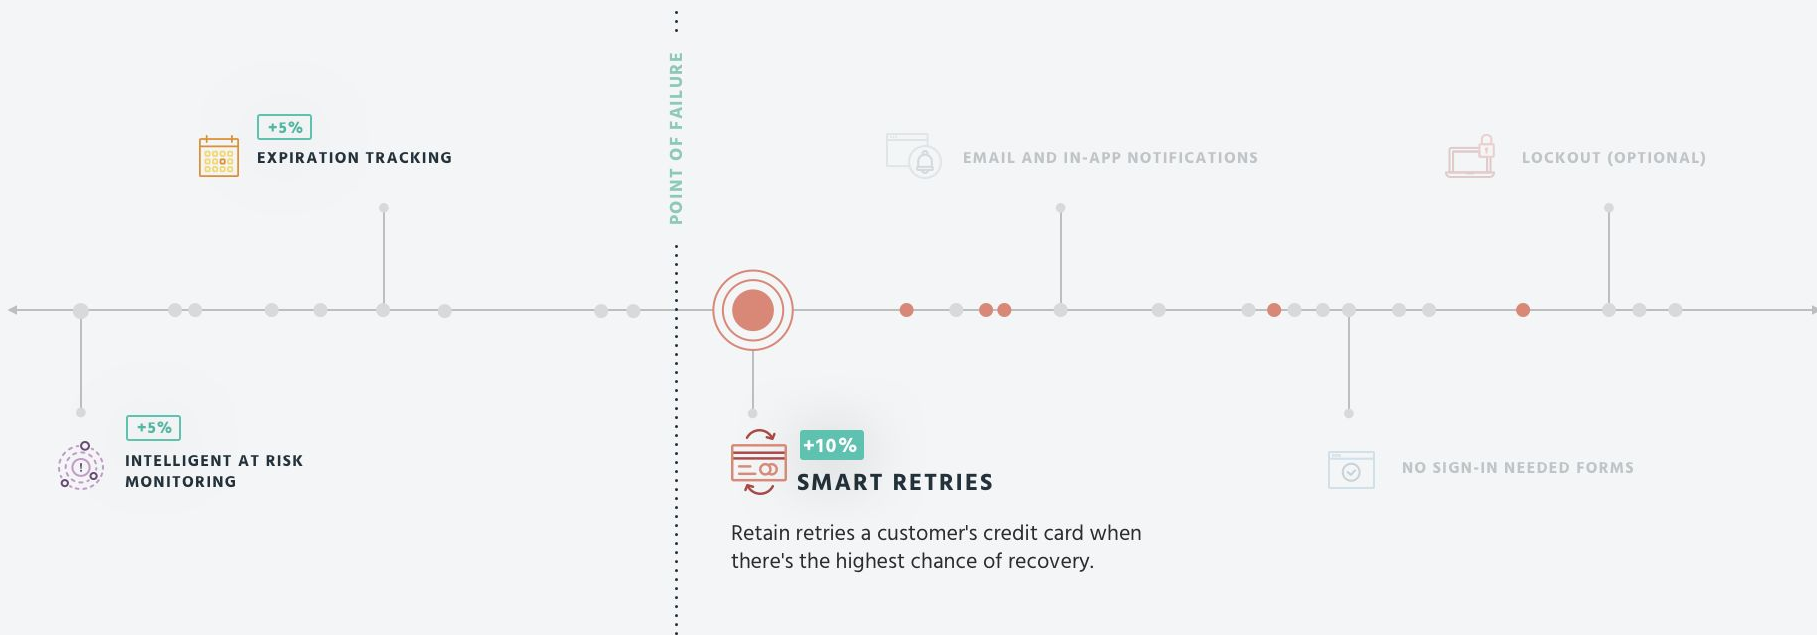 +5%
EXPIRATION TRACKING
POINT OF FAILURE
EMAIL AND IN-APP NOTIFICATIONS
LOCKOUT (OPTIONAL)
+5%
INTELLIGENT AT RISK
MONITORING
+10%
SMART RETRIES
Retain retries a customer's credit card when
there's the highest chance of recovery.
NO SIGN-IN NEEDED FORMS